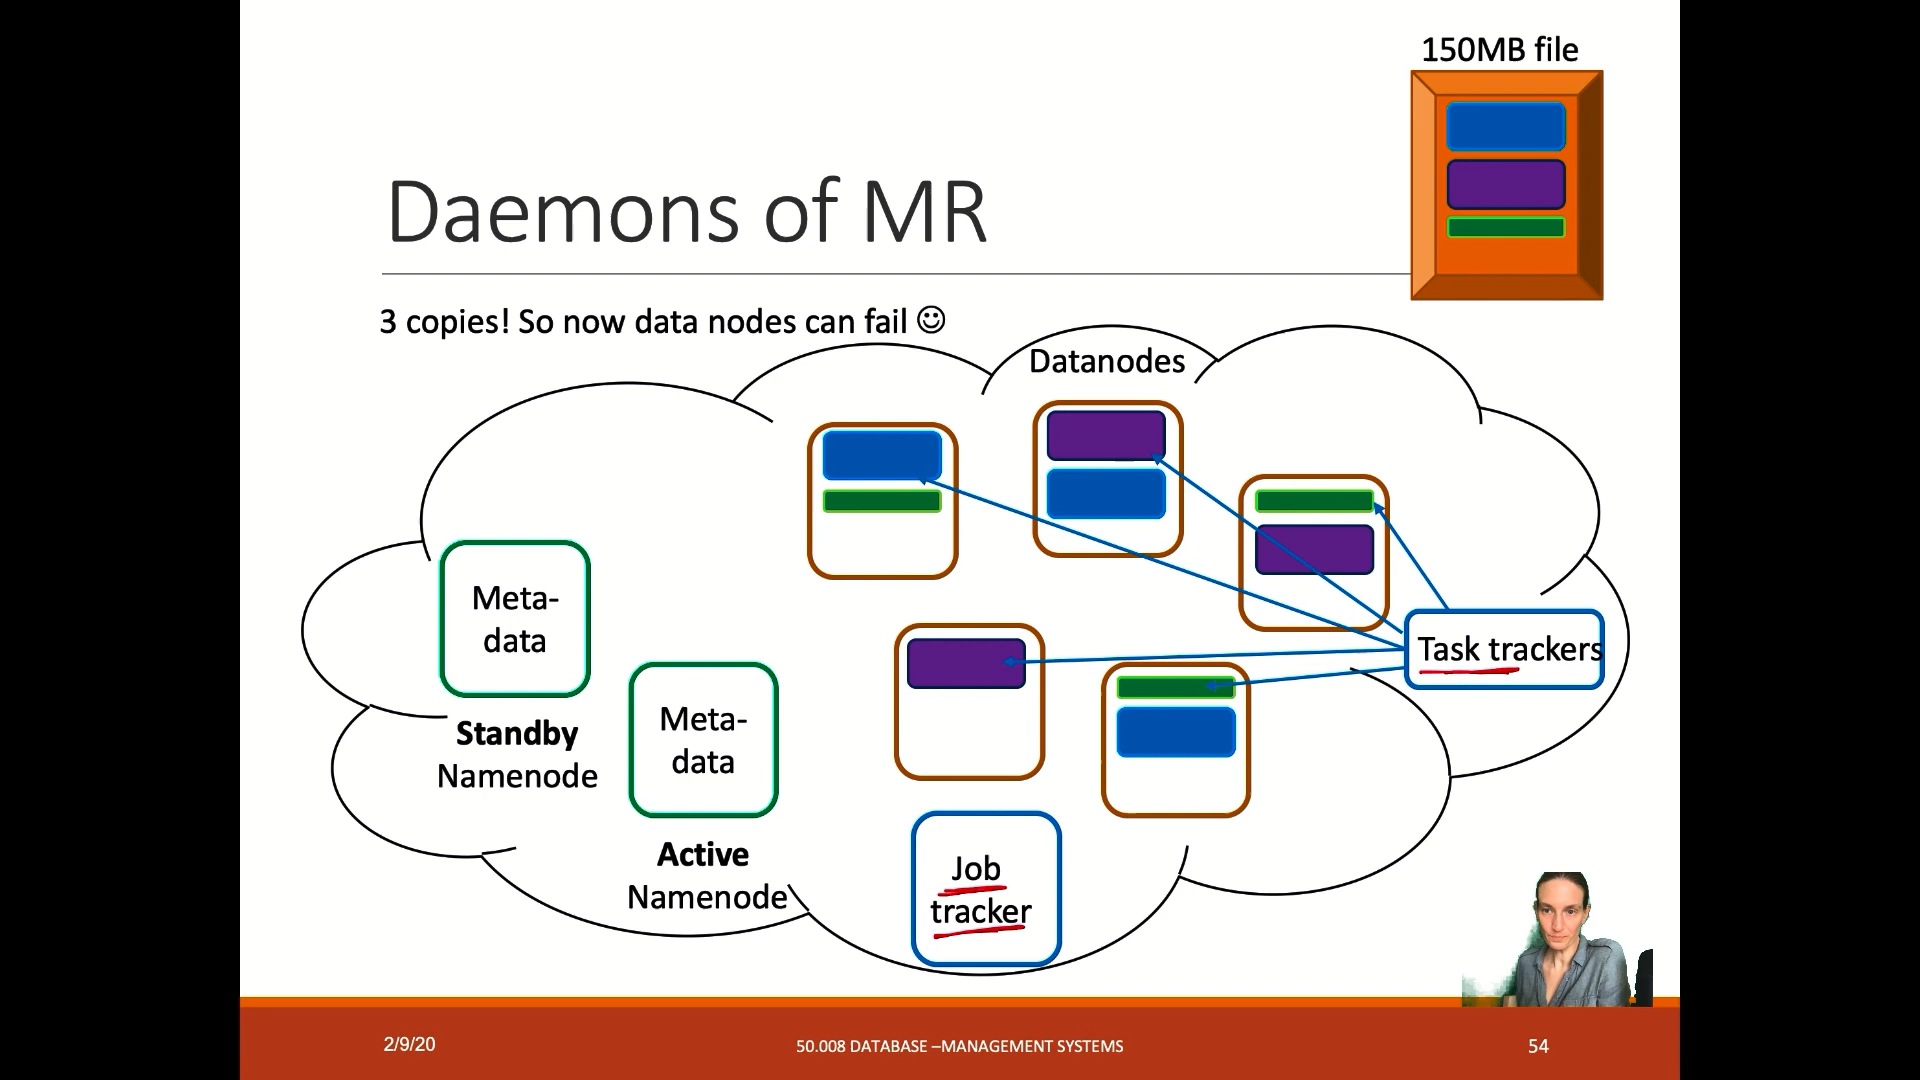 150MB file
Daemons of MR
3 copies! So now data nodes can fail ☺
Datanodes
Meta-
data
Standby
Namenode
Meta-
data
Active
Namenode
Task trackers
Job
tracker
2/9/20
50.008 DATABASE –MANAGEMENT SYSTEMS
54